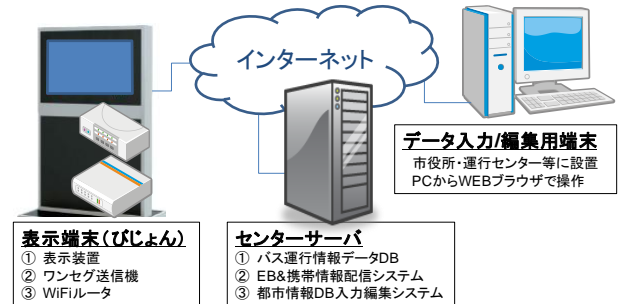 インターネット
データ入力/編集用端末
市役所・運行センター等に設置
PCからWEBブラウザで操作
表示端末(びじょん)
① 表示装置
② ワンセグ送信機
③ WiFiルータ
センターサーバ
① バス運行情報データDB
② EB&携帯情報配信システム
③ 都市情報DB入力編集システム